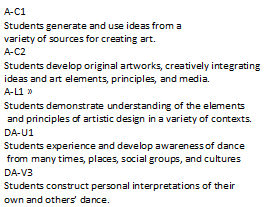 A-C1
Students generate and use ideas from a
variety of sources for creating art.
A-C2
Students develop original artworks, creatively integrating
ideas and art elements, principles, and media.
A-L1 »
Students demonstrate understanding of the elements
and principles of artistic design in a variety of contexts.
DA-U1
Students experience and develop awareness of dance
from many times, places, social groups, and cultures
DA-V3
Students construct personal interpretations of their
own and others' dance.